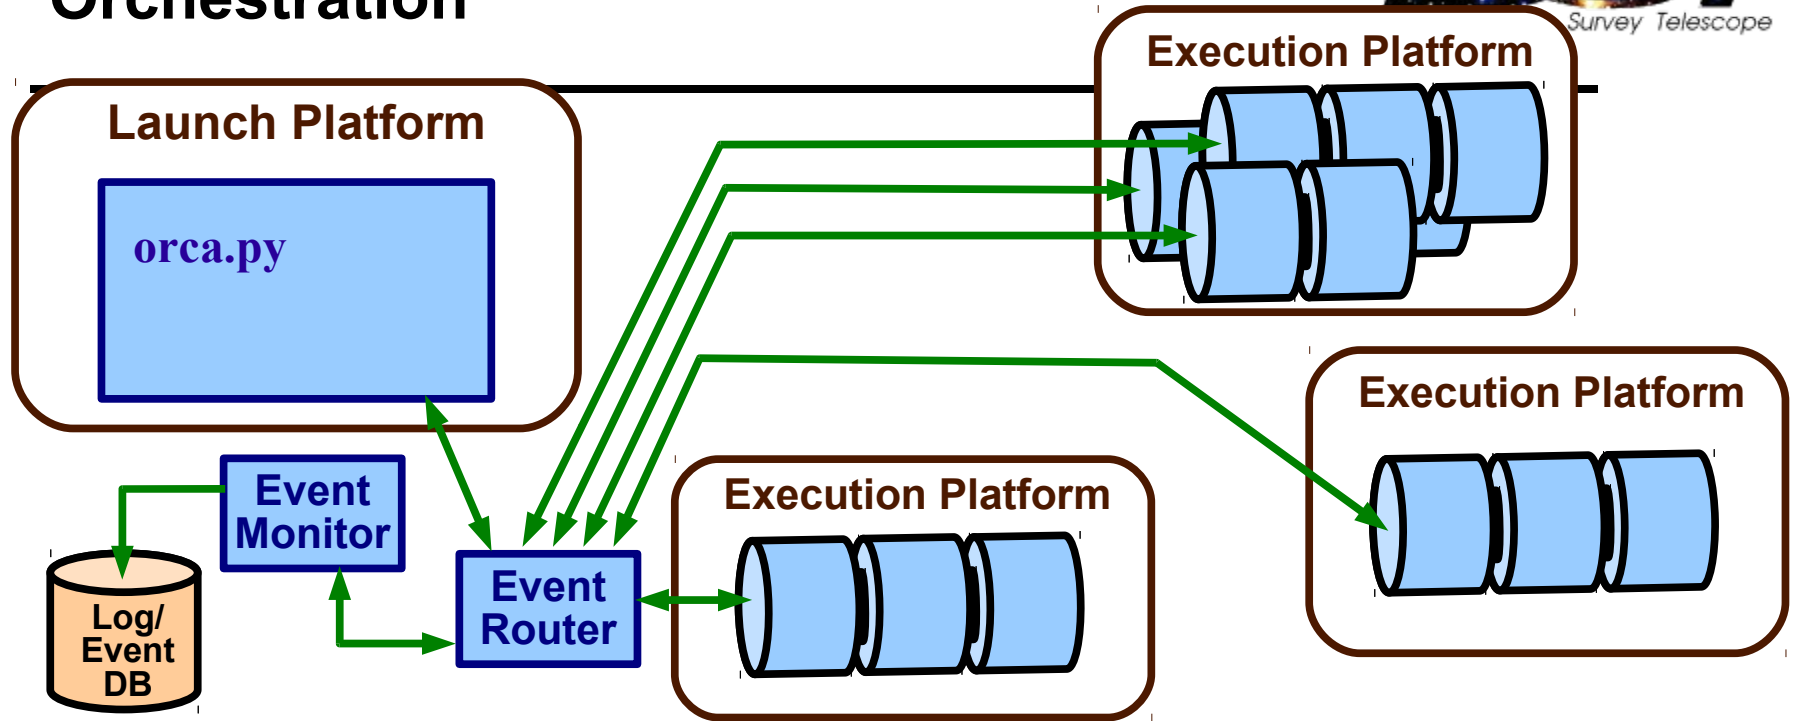 Orchestration
Survey Telescope
Execution Platform
Launch Platform
orca.py
Execution Platform
Event
Monitor
Execution Platform
Event
Router
Log/
Event
DB